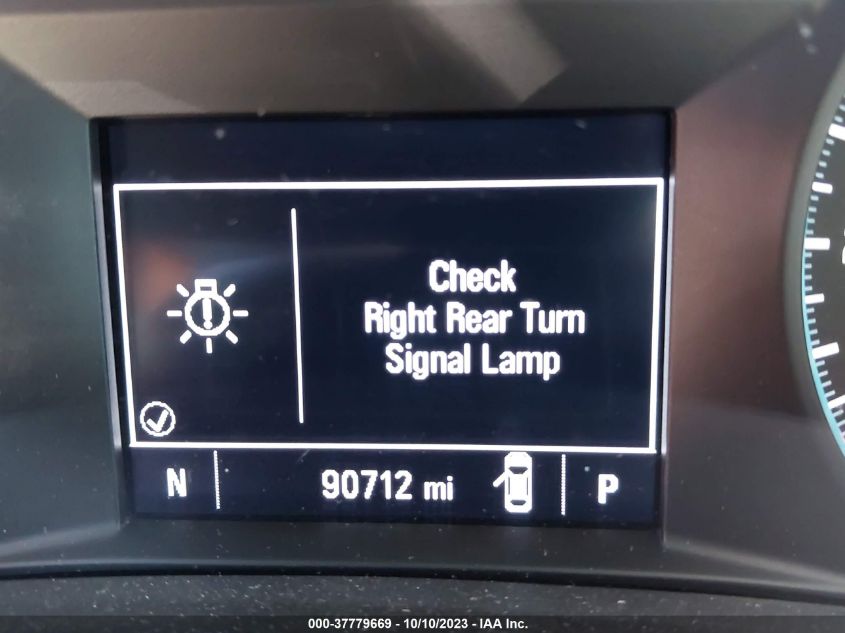 Check
Right Rear Turn
Signal Lamp
N 90712 mi P
000-37779669 - 10/10/2023 - IAA Inc.